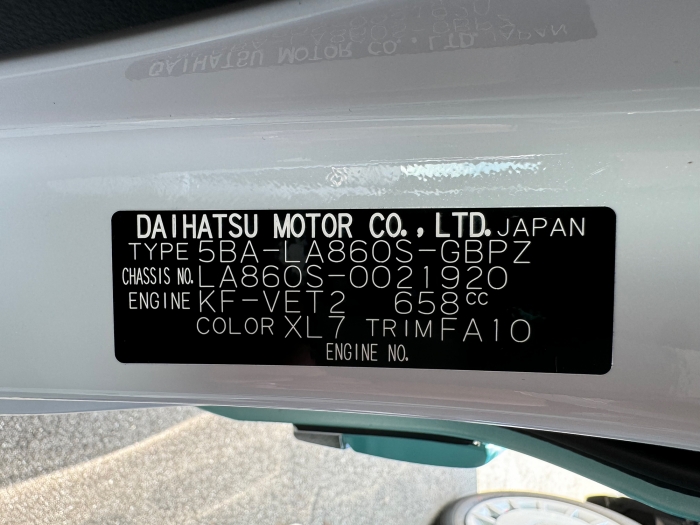 DAIHATSU MOTOR CO., LTD. JAPAN
TYPE 5BA-LA860S-GBPZ
CHASSIS NO. LA860S-0021920
ENGINE KF-VET2 658cc
COLOR XL7 TRIM FA10
ENGINE NO.